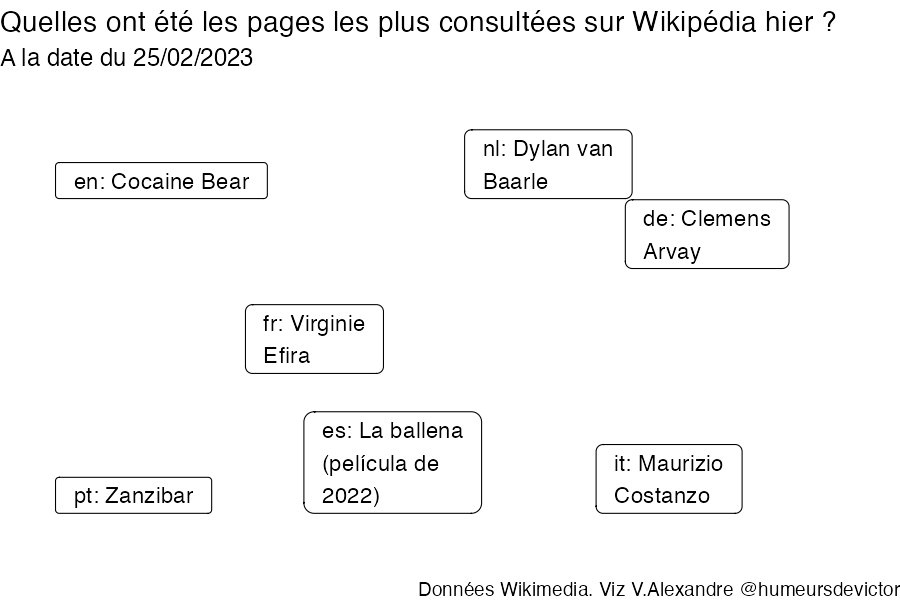 Quelles ont été les pages les plus consultées sur Wikipédia hier ?
A la date du 25/02/2023
nl: Dylan van
Baarle
en: Cocaine Bear
de: Clemens
Arvay
fr: Virginie
Efira
es: La ballena
(película de
2022)
it: Maurizio
Costanzo
pt: Zanzibar
Données Wikimedia. Viz V.Alexandre @humeursdevictor